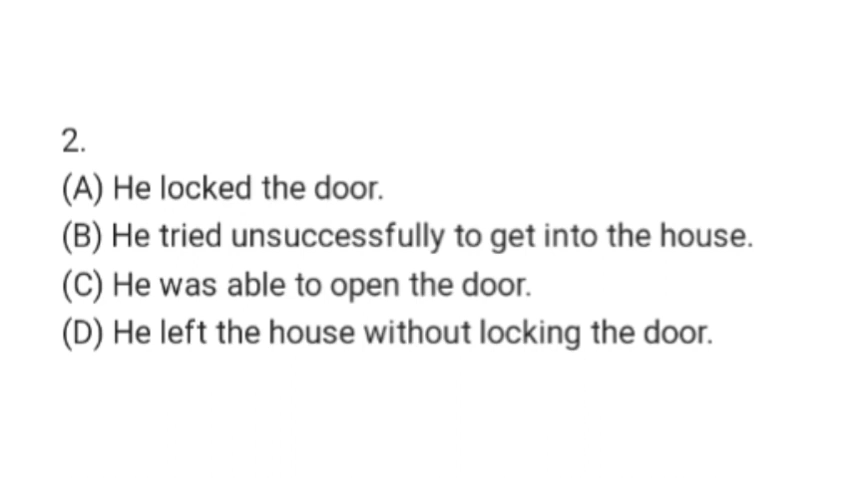 2.
(A) He locked the door.
(B) He tried unsuccessfully to get into the house.
(C) He was able to open the door.
(D) He left the house without locking the door.